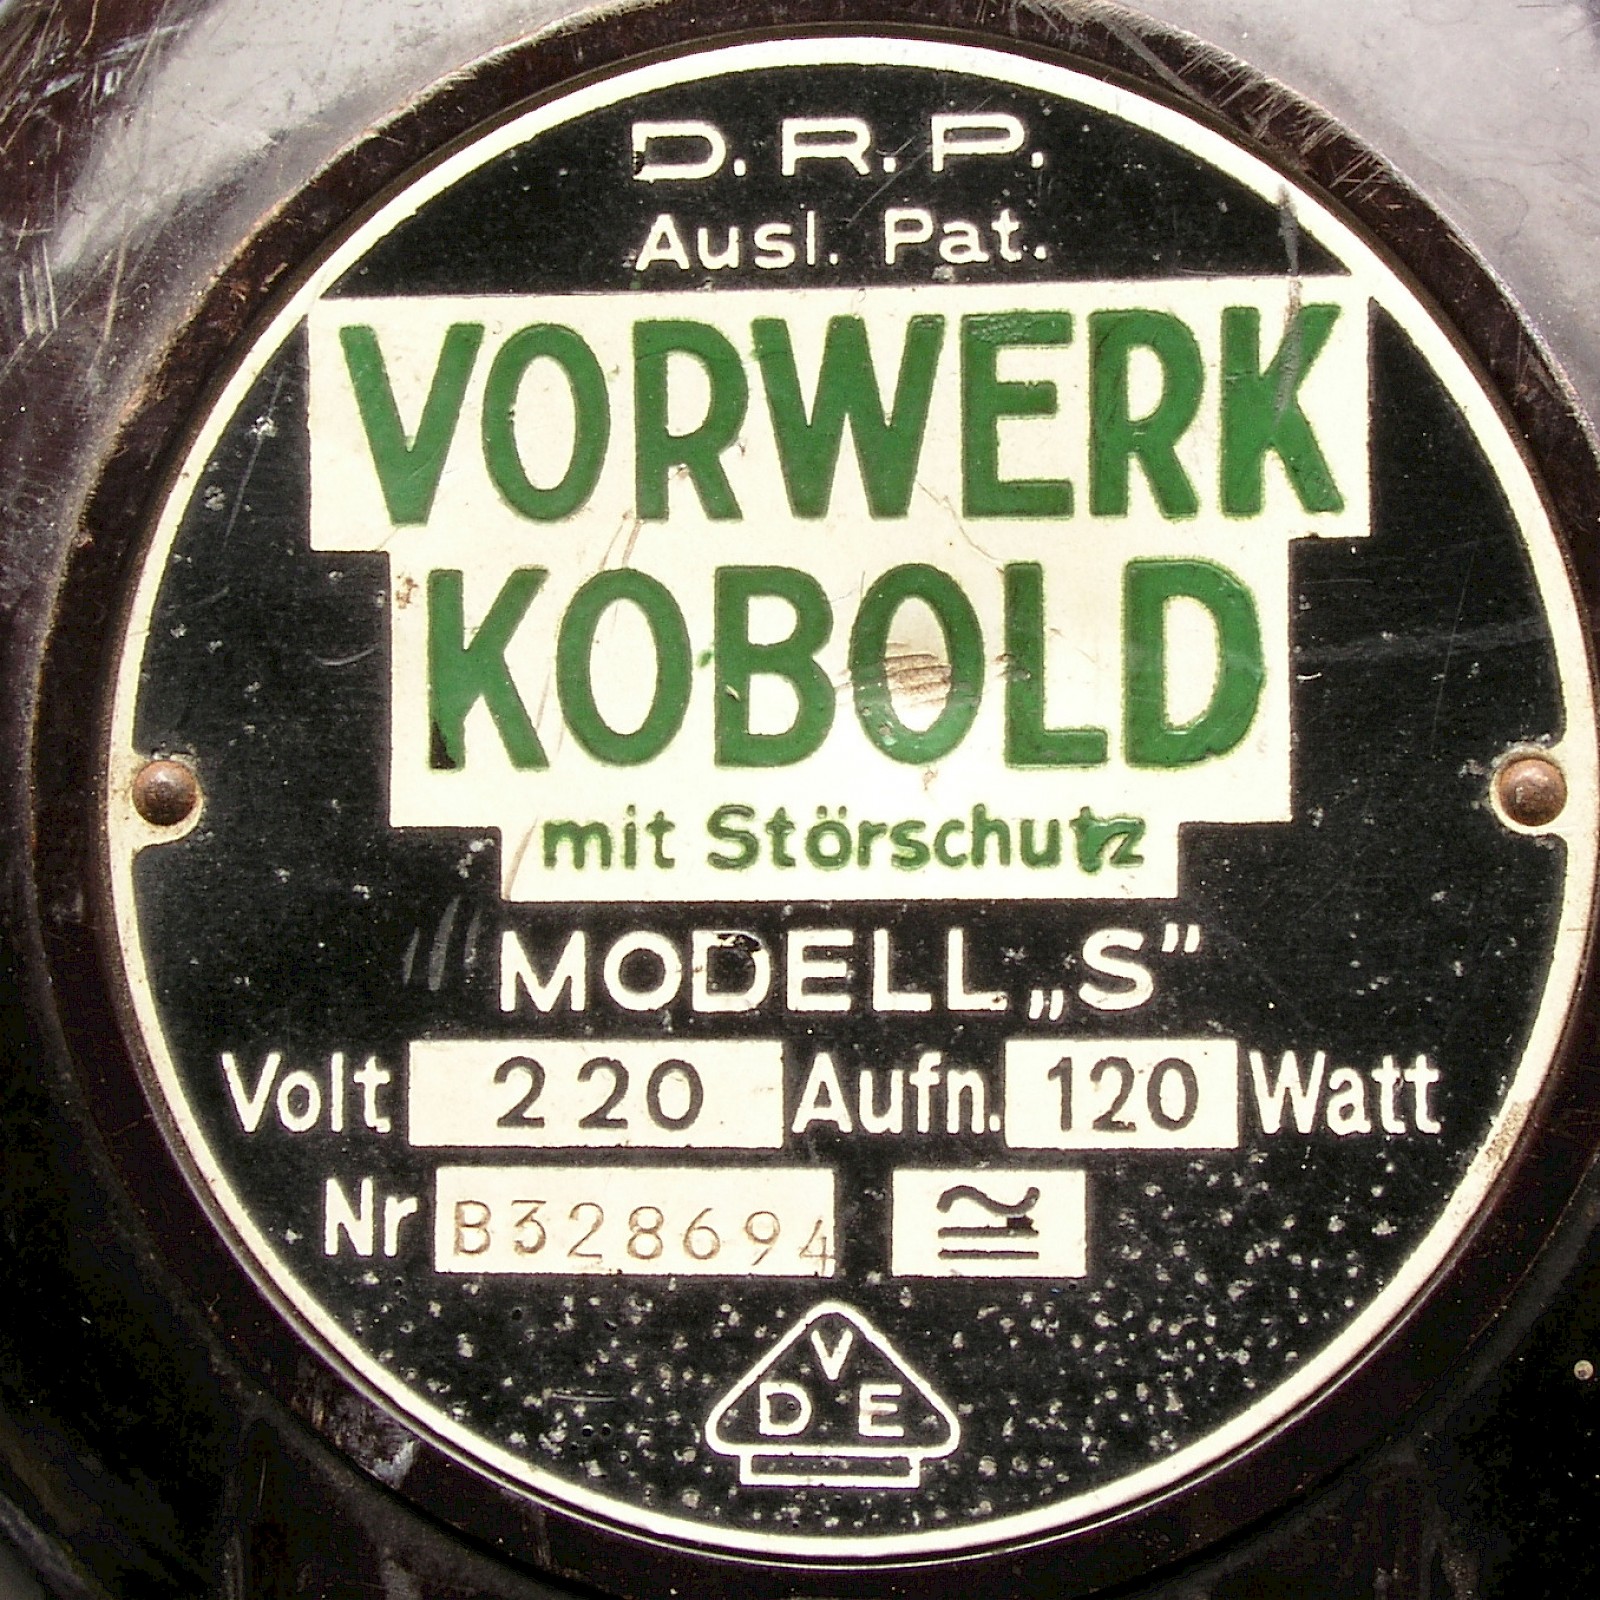 D.R.P.
Ausl. Pat.
VORWERK
KOBOLD
mit Störschutz
MODELL „S”
Volt 220 Aufn. 120 Watt
Nr B328694 ≅
V
D E